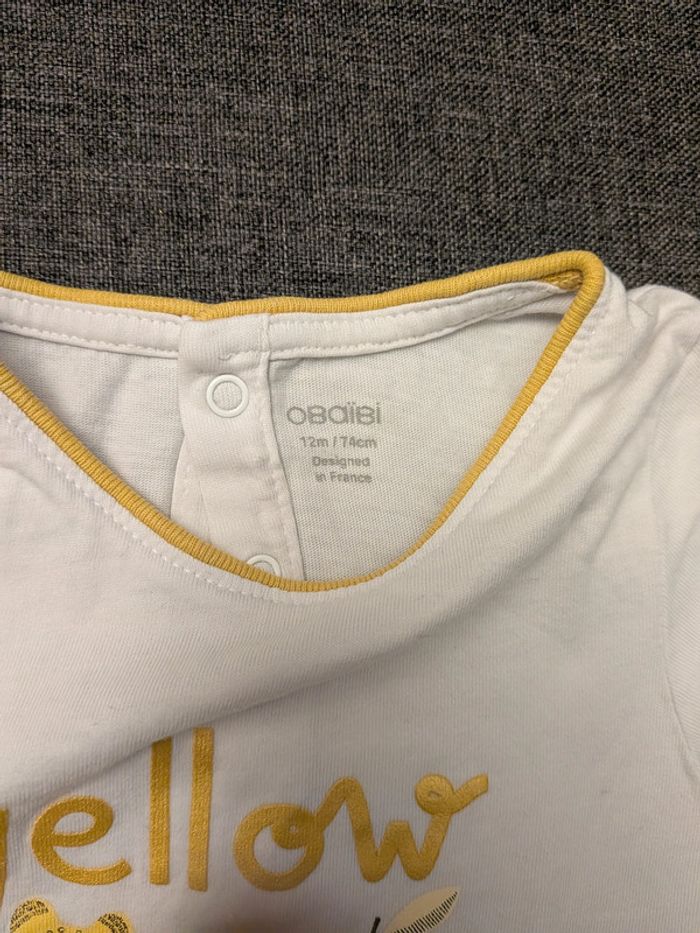 OBaïBi
12m / 74cm
Designed
in France
yellow